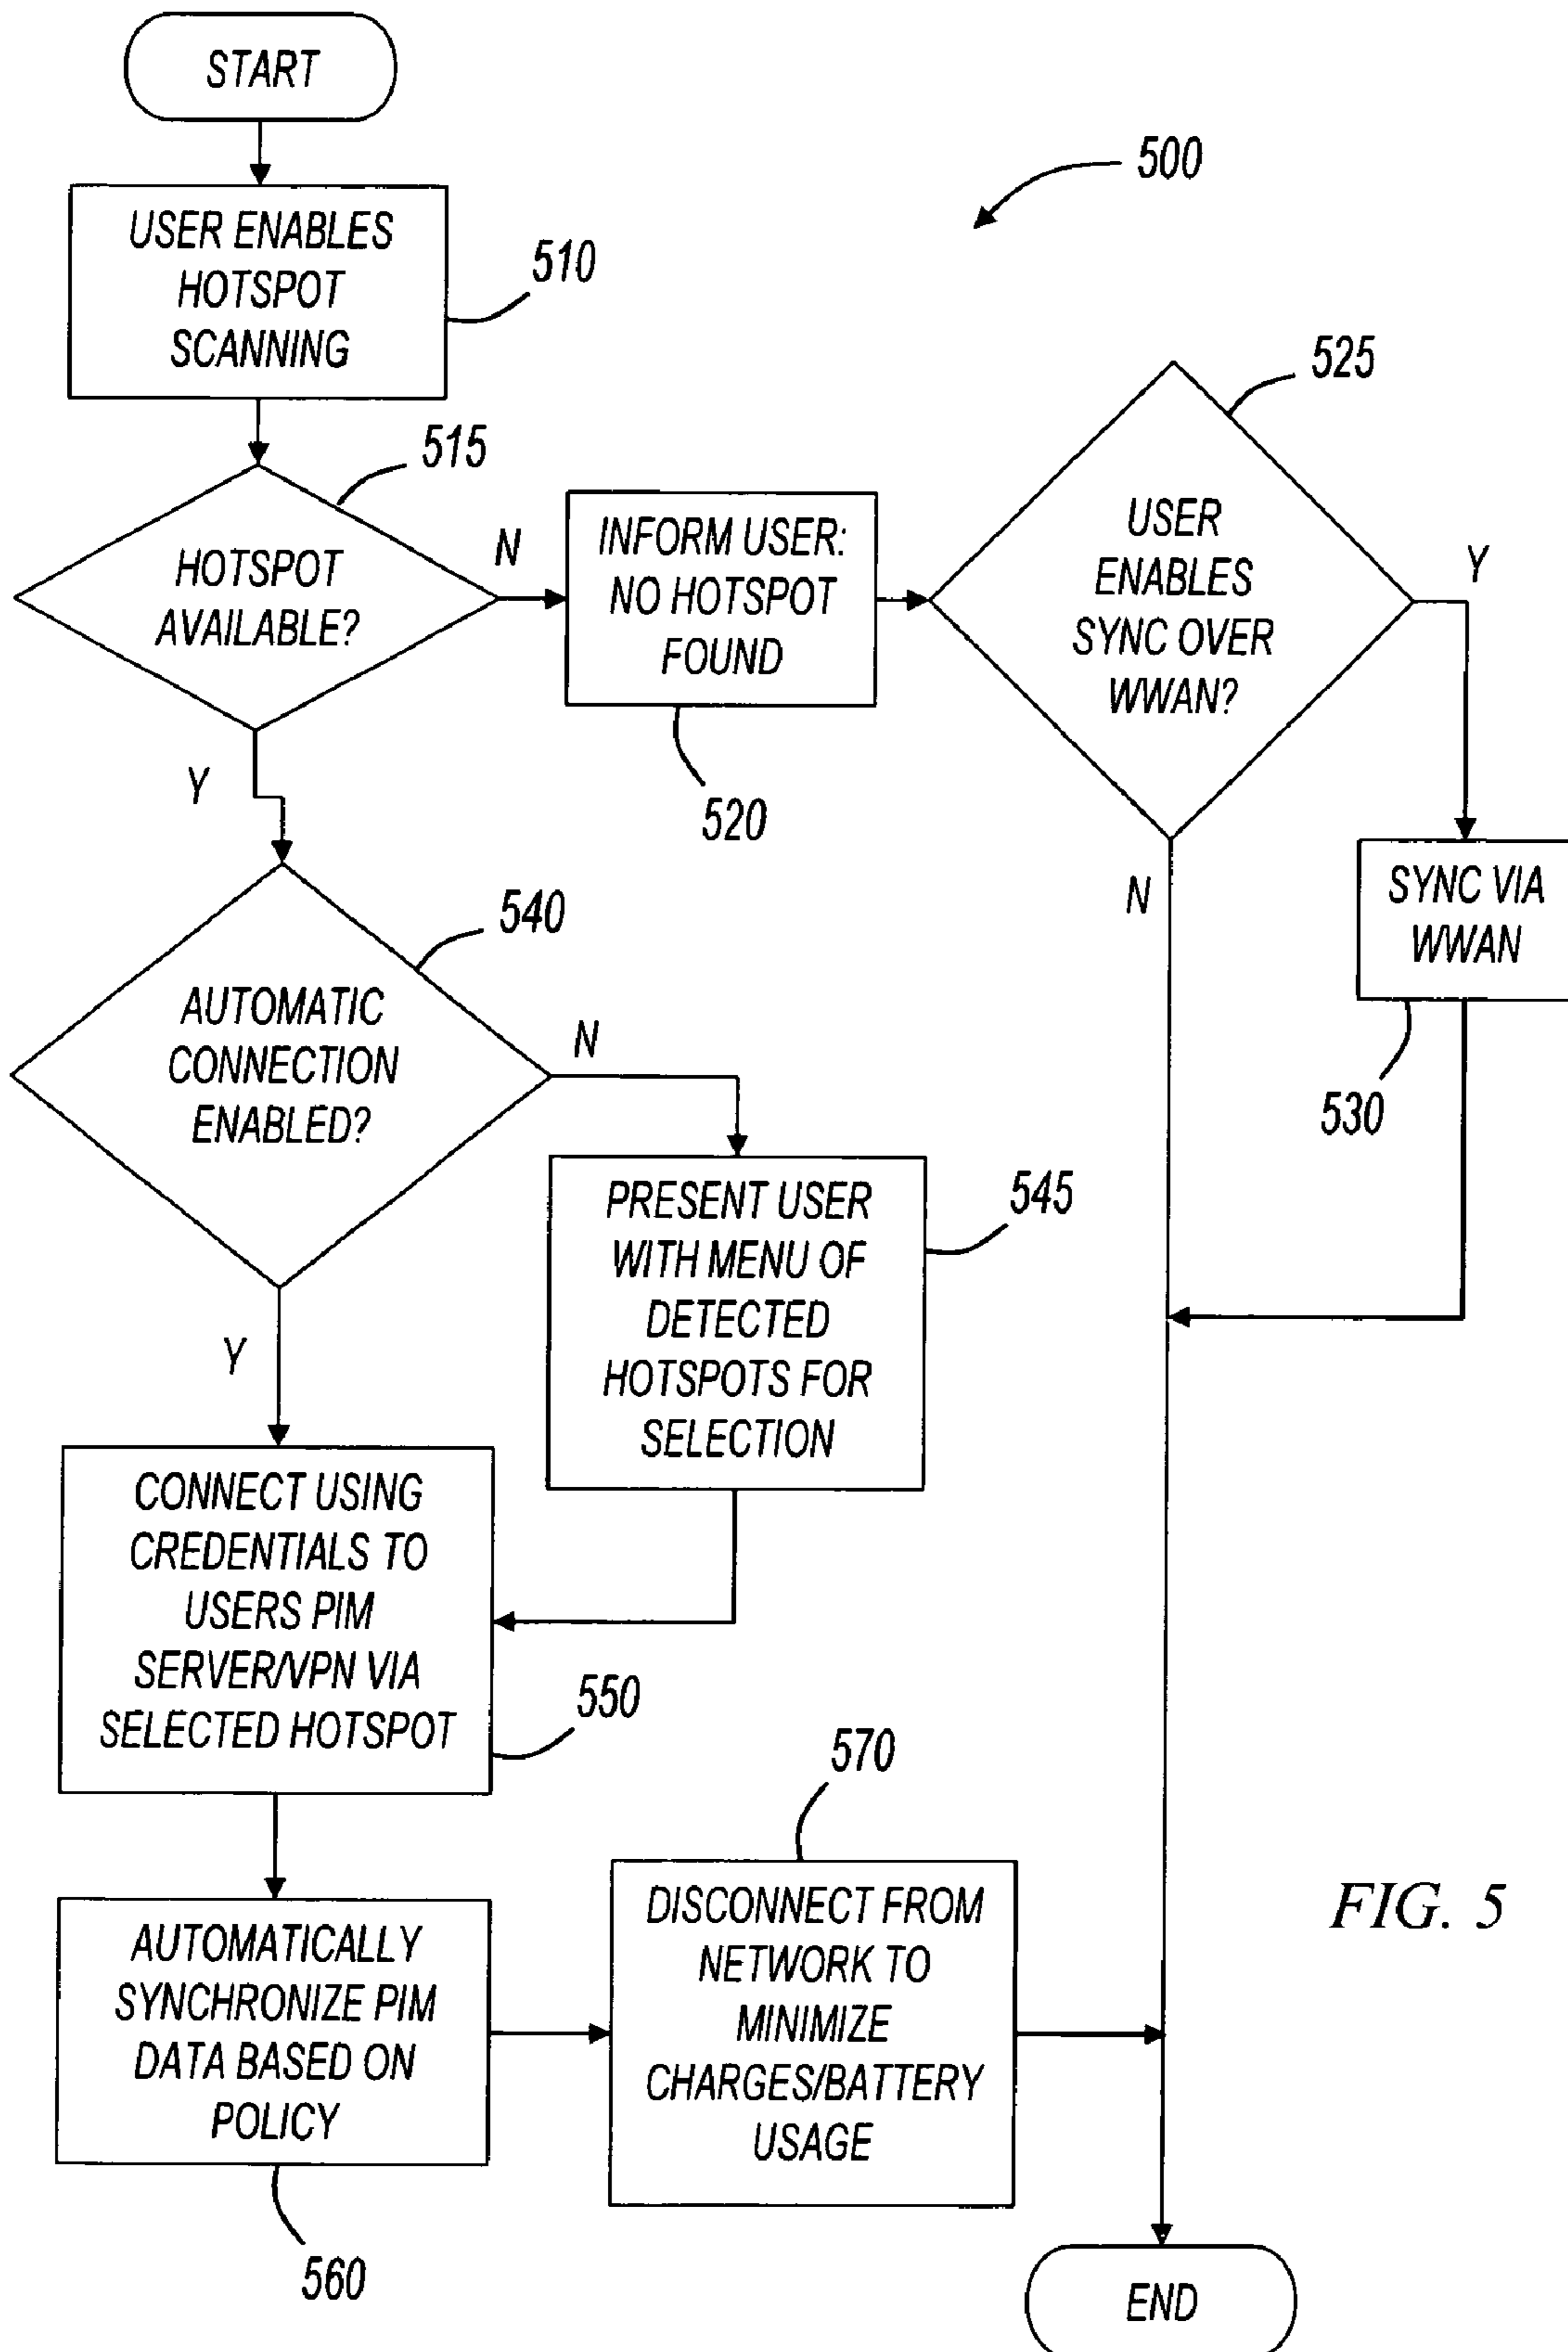 START
500
USER ENABLES
HOTSPOT
SCANNING
510
525
515
HOTSPOT
AVAILABLE?
N
INFORM USER:
NO HOTSPOT
FOUND
520
USER
ENABLES
SYNC OVER
WWAN?
Y
N
SYNC VIA
WWAN
530
Y
540
AUTOMATIC
CONNECTION
ENABLED?
N
PRESENT USER
WITH MENU OF
DETECTED
HOTSPOTS FOR
SELECTION
545
Y
CONNECT USING
CREDENTIALS TO
USERS PIM
SERVER/VPN VIA
SELECTED HOTSPOT
550
570
AUTOMATICALLY
SYNCHRONIZE PIM
DATA BASED ON
POLICY
560
DISCONNECT FROM
NETWORK TO
MINIMIZE
CHARGES/BATTERY
USAGE
FIG. 5
END